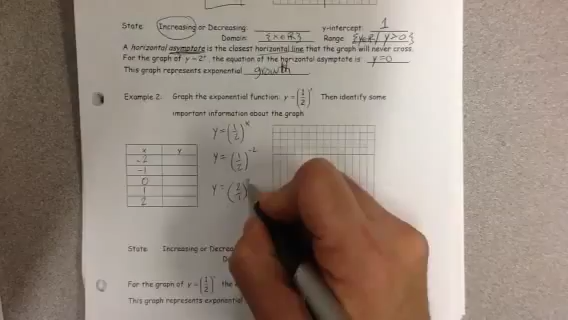 State: Increasing or Decreasing: y-intercept: 1
Domain: {x∈ℝ} Range: {y∈ℝ | y>0}
A horizontal asymptote is the closest horizontal line that the graph will never cross.
For the graph of y = 2ˣ, the equation of the horizontal asymptote is y=0
This graph represents exponential growth
Example 2: Graph the exponential function: y = (1/2)ˣ Then identify some
important information about the graph
y = (1/2)ˣ
x y
-2
-1
0
1
2
y = (1/2)⁻²
y = (2/1)
State: Increasing or Decrea
For the graph of y = (1/2)ˣ the
This graph represents exponential